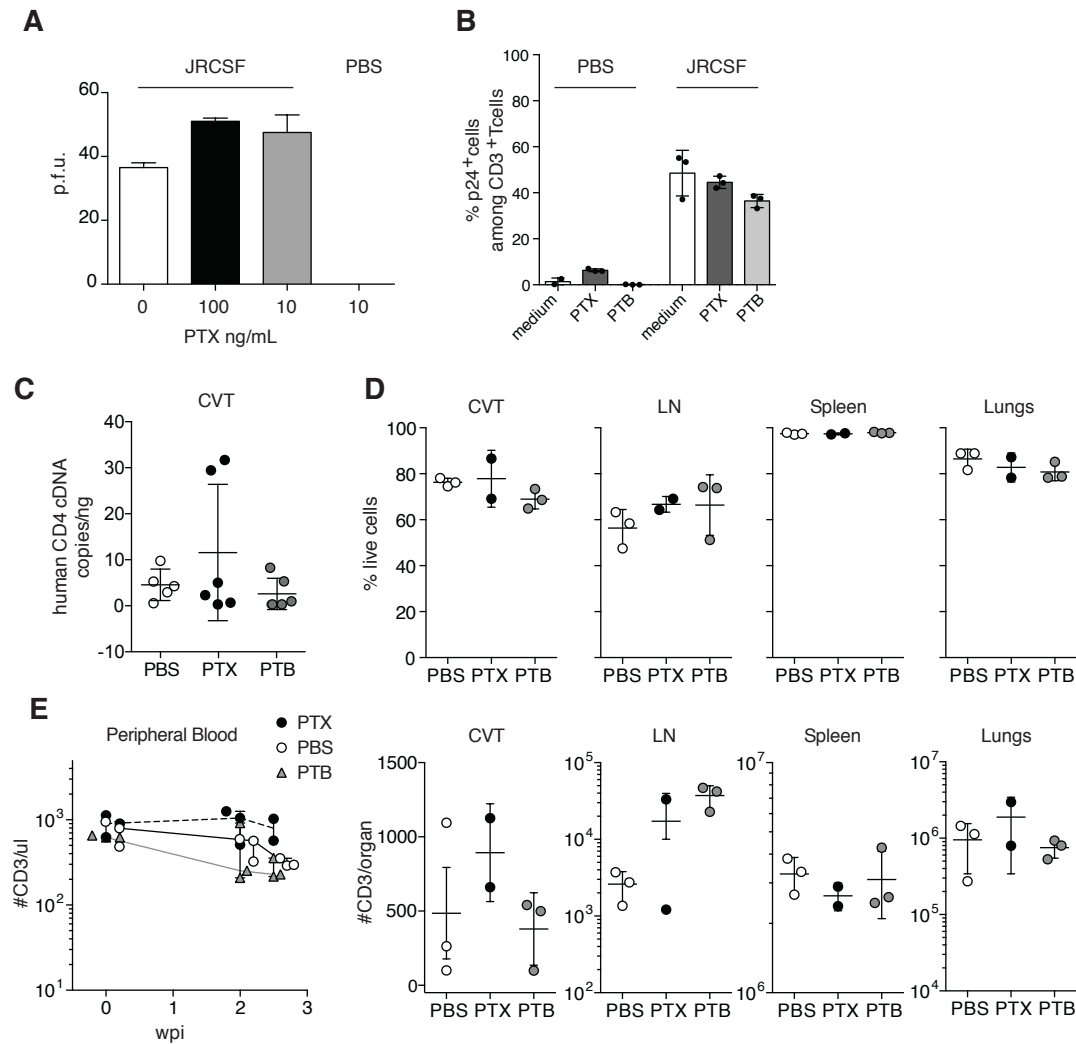 A
JRCSF
PBS
60
40
20
0
p.f.u.
0
100
10
10
PTX ng/mL
B
PBS
JRCSF
100
80
60
40
20
0
% p24+cells
among CD3+Tcells
medium
PTX
PTB
medium
PTX
PTB
C
CVT
40
30
20
10
0
-10
human CD4 cDNA
copies/ng
PBS
PTX
PTB
D
CVT
LN
Spleen
Lungs
100
80
60
40
20
0
% live cells
PBS PTX PTB
PBS PTX PTB
PBS PTX PTB
PBS PTX PTB
E
Peripheral Blood
PTX
PBS
PTB
10³
10²
10¹
#CD3/ul
0
1
2
3
wpi
CVT
LN
Spleen
Lungs
1500
1000
500
0
#CD3/organ
PBS PTX PTB
10⁵
10⁴
10³
10²
PBS PTX PTB
10⁷
10⁶
PBS PTX PTB
10⁷
10⁶
10⁵
10⁴
PBS PTX PTB